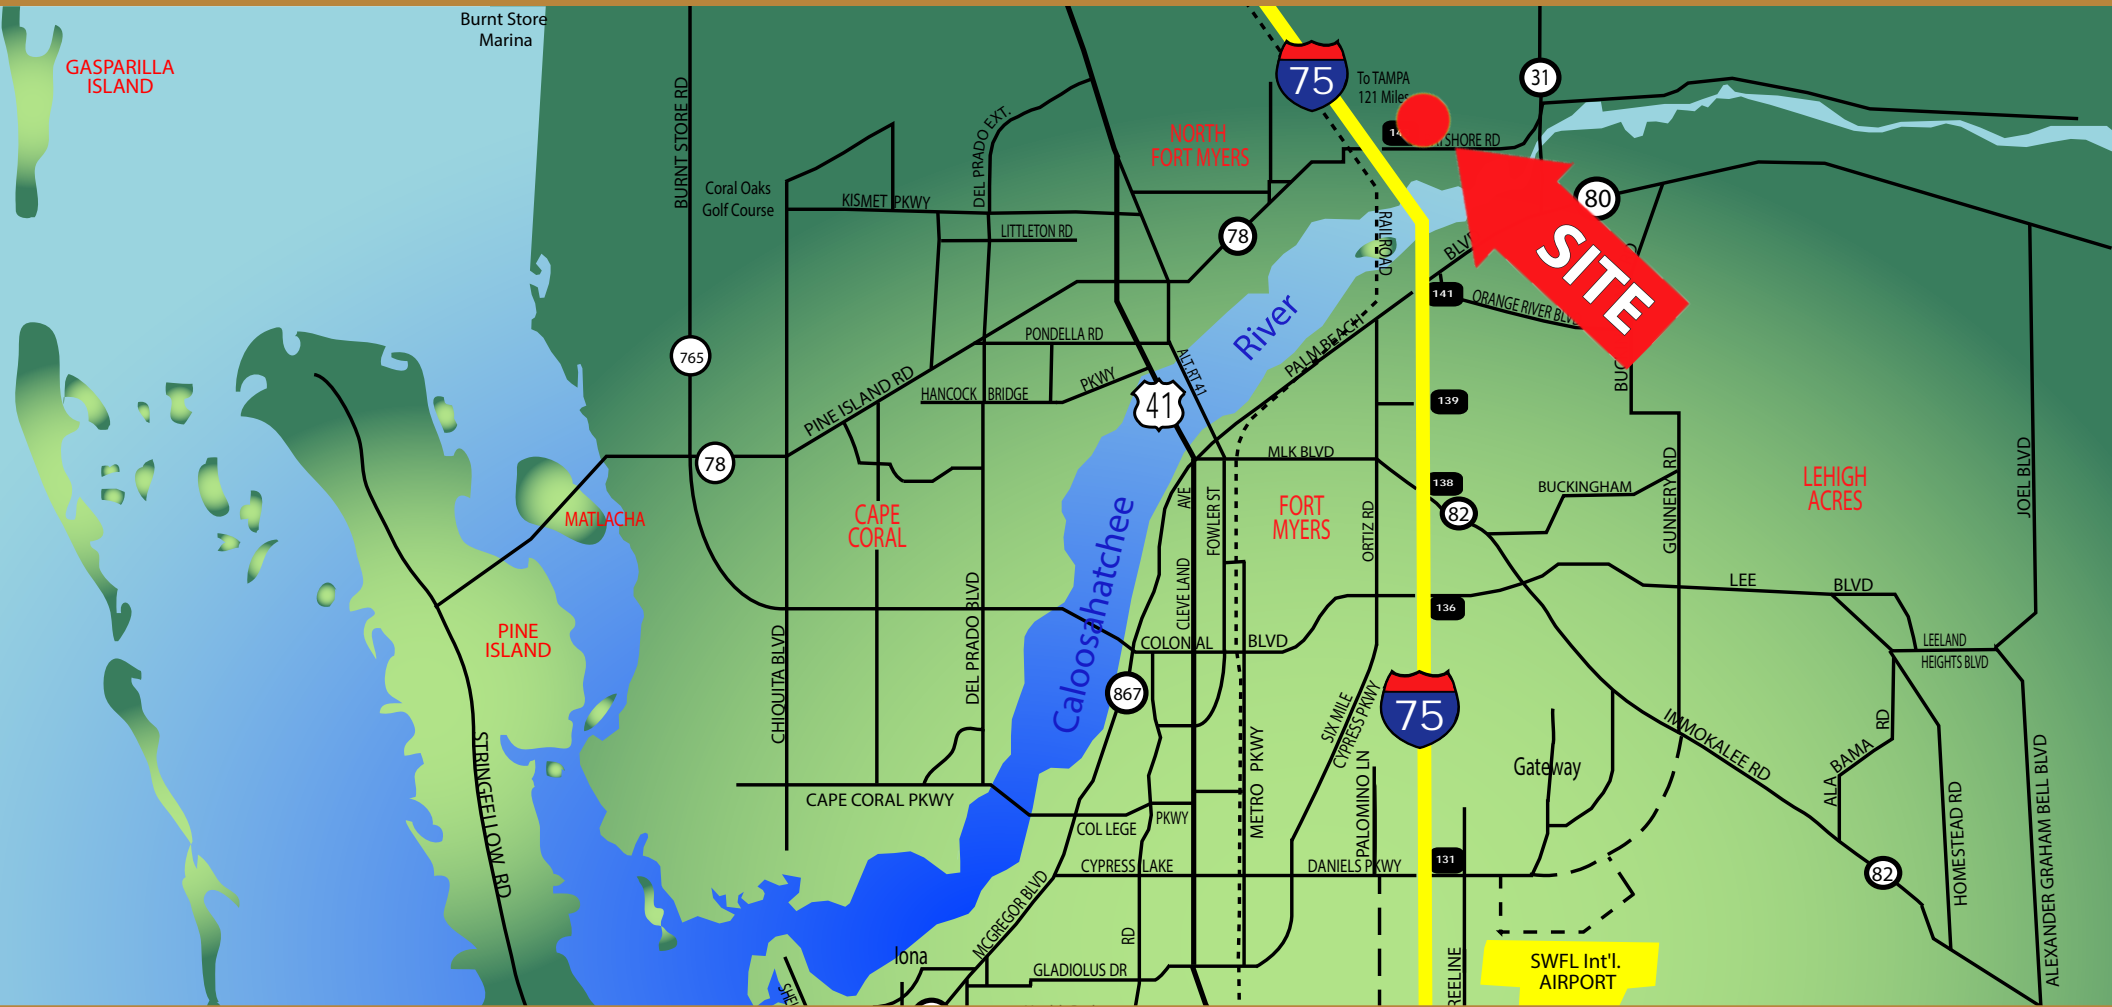 Burnt Store
Marina
GASPARILLA
ISLAND
BURNT STORE RD
75
To TAMPA
121 Miles
31
SHORE RD
NORTH
FORT MYERS
DEL PRADO EXT.
Coral Oaks
Golf Course
KISMET PKWY
LITTLETON RD
78
80
RAILROAD
SITE
141
ORANGE RIVER BLVD
River
PALM BEACH
BLVD
PONDELLA RD
765
ALT. RT 41
PINE ISLAND RD
HANCOCK BRIDGE
PKWY
41
139
78
MLK BLVD
138
BUCKINGHAM
GUNNERY RD
LEHIGH
ACRES
JOEL BLVD
MATLACHA
CAPE
CORAL
Caloosahatchee
AVE
FOWLER ST
FORT
MYERS
ORTIZ RD
82
CLEVE LAND
LEE
BLVD
136
PINE
ISLAND
CHIQUITA BLVD
DEL PRADO BLVD
COLONIAL
BLVD
LEELAND
HEIGHTS BLVD
867
75
SIX MILE
CYPRESS PKWY
STRINGFELLOW RD
METRO PKWY
PALOMINO LN
Gateway
IMMOKALEE RD
ALA BAMA
RD
HOMESTEAD RD
ALEXANDER GRAHAM BELL BLVD
CAPE CORAL PKWY
COL LEGE
PKWY
CYPRESS LAKE
DANIELS PKWY
131
82
MCGREGOR BLVD
Iona
RD
GLADIOLUS DR
REELINE
SWFL Int'l.
AIRPORT